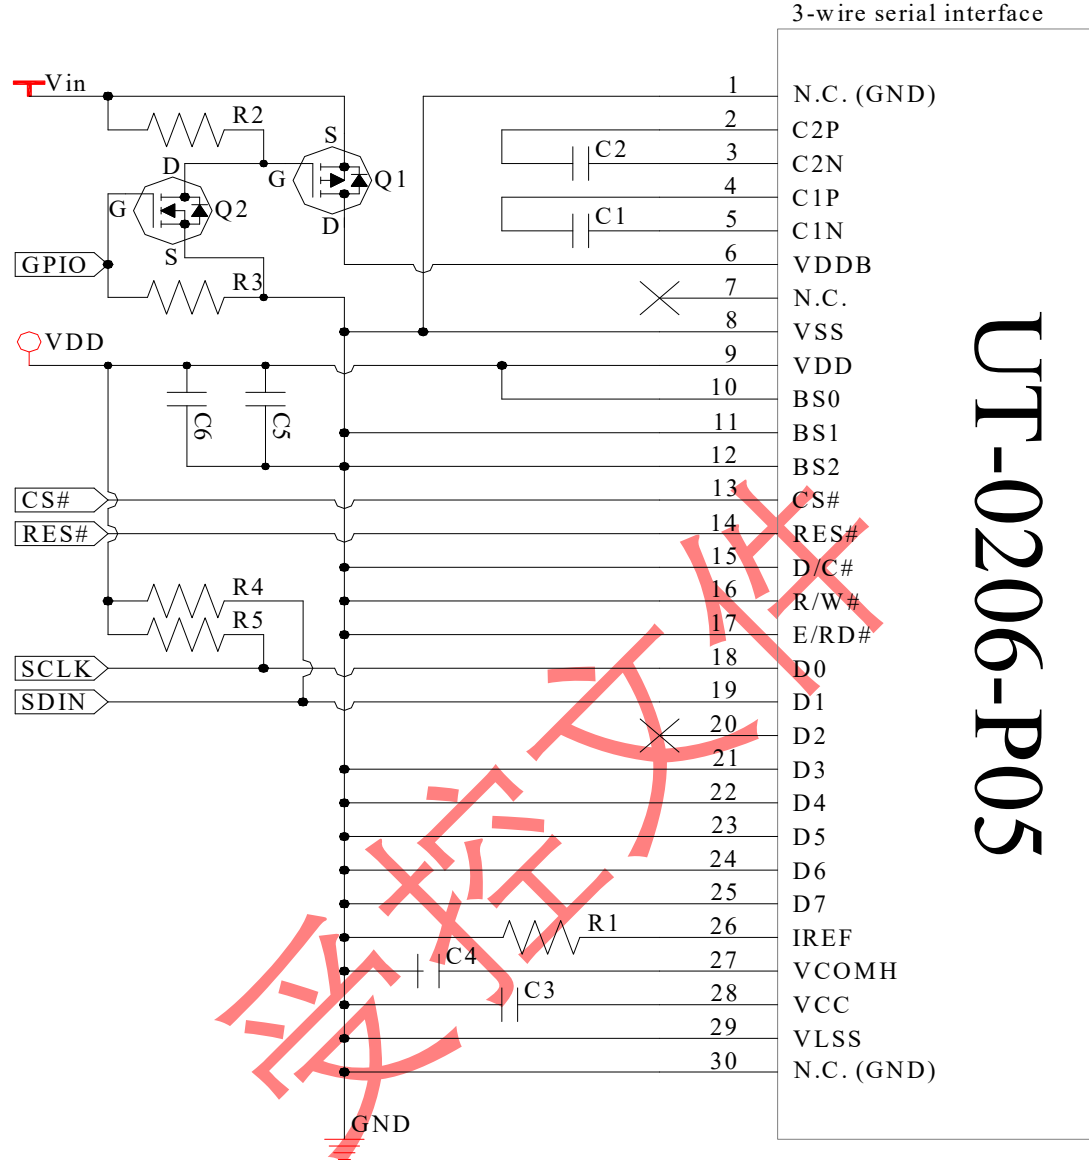 3-wire serial interface
Vin
R2
S
D
G
Q1
G
Q2
D
S
GPIO
R3
VDD
C6
C5
CS#
RES#
R4
R5
SCLK
SDIN
C2
C1
R1
C4
C3
GND
1 N.C. (GND)
2 C2P
3 C2N
4 C1P
5 C1N
6 VDDB
7 N.C.
8 VSS
9 VDD
10 BS0
11 BS1
12 BS2
13 CS#
14 RES#
15 D/C#
16 R/W#
17 E/RD#
18 D0
19 D1
20 D2
21 D3
22 D4
23 D5
24 D6
25 D7
26 IREF
27 VCOMH
28 VCC
29 VLSS
30 N.C. (GND)
UT-0206-P05
受控文件